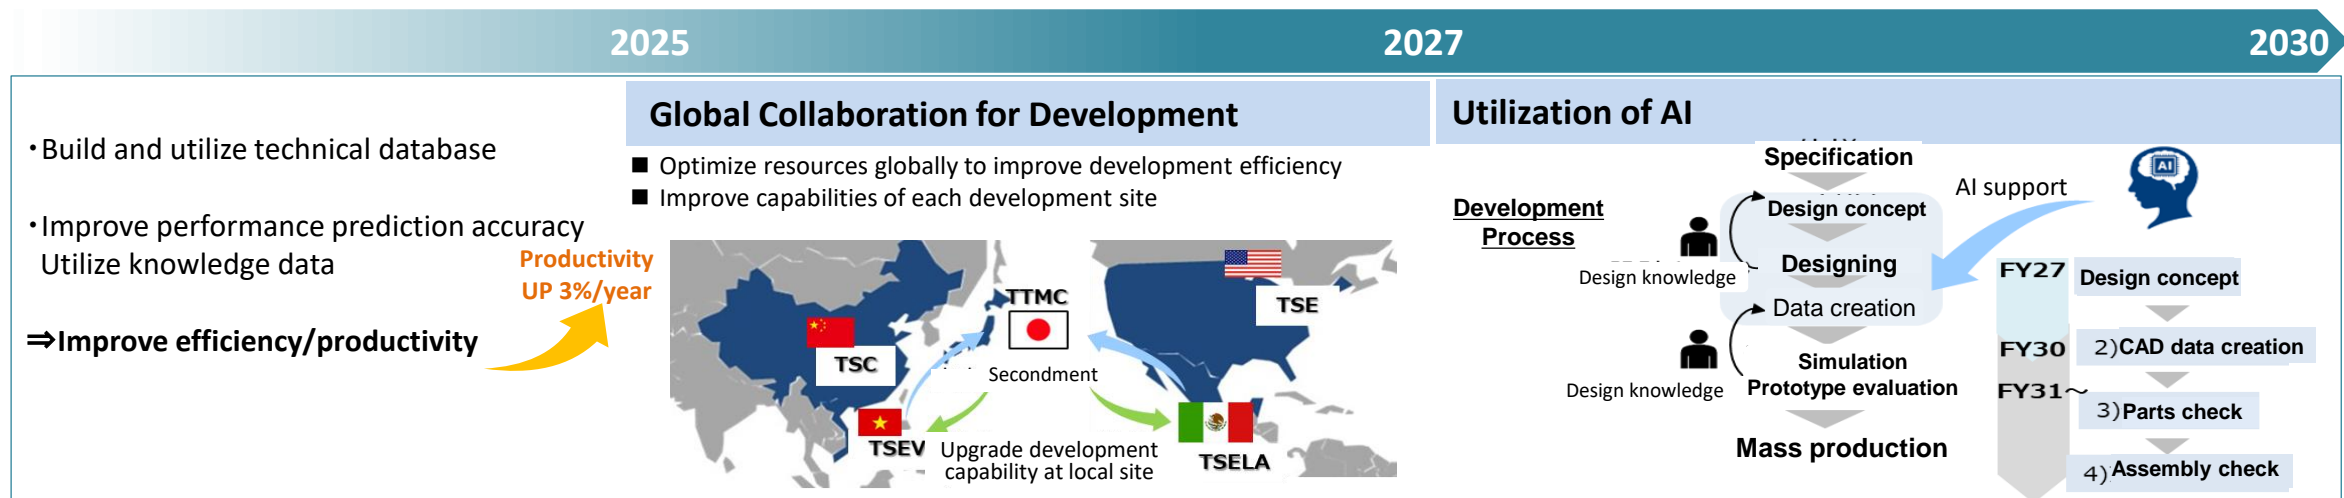 2025
2027
2030
・Build and utilize technical database
・Improve performance prediction accuracy
Utilize knowledge data
⇒Improve efficiency/productivity
Productivity
UP 3%/year
Global Collaboration for Development
■ Optimize resources globally to improve development efficiency
■ Improve capabilities of each development site
TTMC
TSE
TSC
Secondment
TSEV
Upgrade development
capability at local site
TSELA
Utilization of AI
Development
Process
Specification
Design concept
Designing
Data creation
Simulation
Prototype evaluation
Mass production
Design knowledge
Design knowledge
AI support
AI
FY27
Design concept
FY30
2)CAD data creation
FY31～
3)Parts check
4)Assembly check